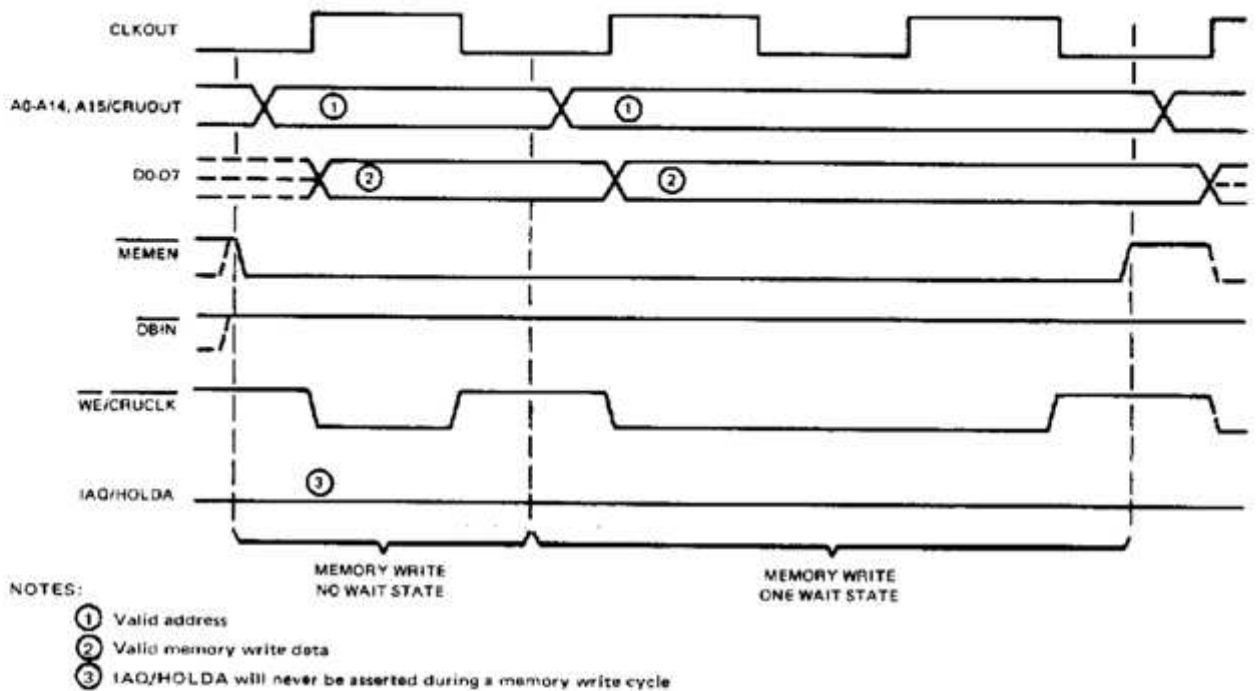 CLKOUT
A0-A14, A15/CRUOUT
①
①
D0-D7
②
②
MEMEN
DBIN
WE/CRUCLK
IAQ/HOLDA
③
MEMORY WRITE
NO WAIT STATE
MEMORY WRITE
ONE WAIT STATE
NOTES:
① Valid address
② Valid memory write data
③ IAQ/HOLDA will never be asserted during a memory write cycle